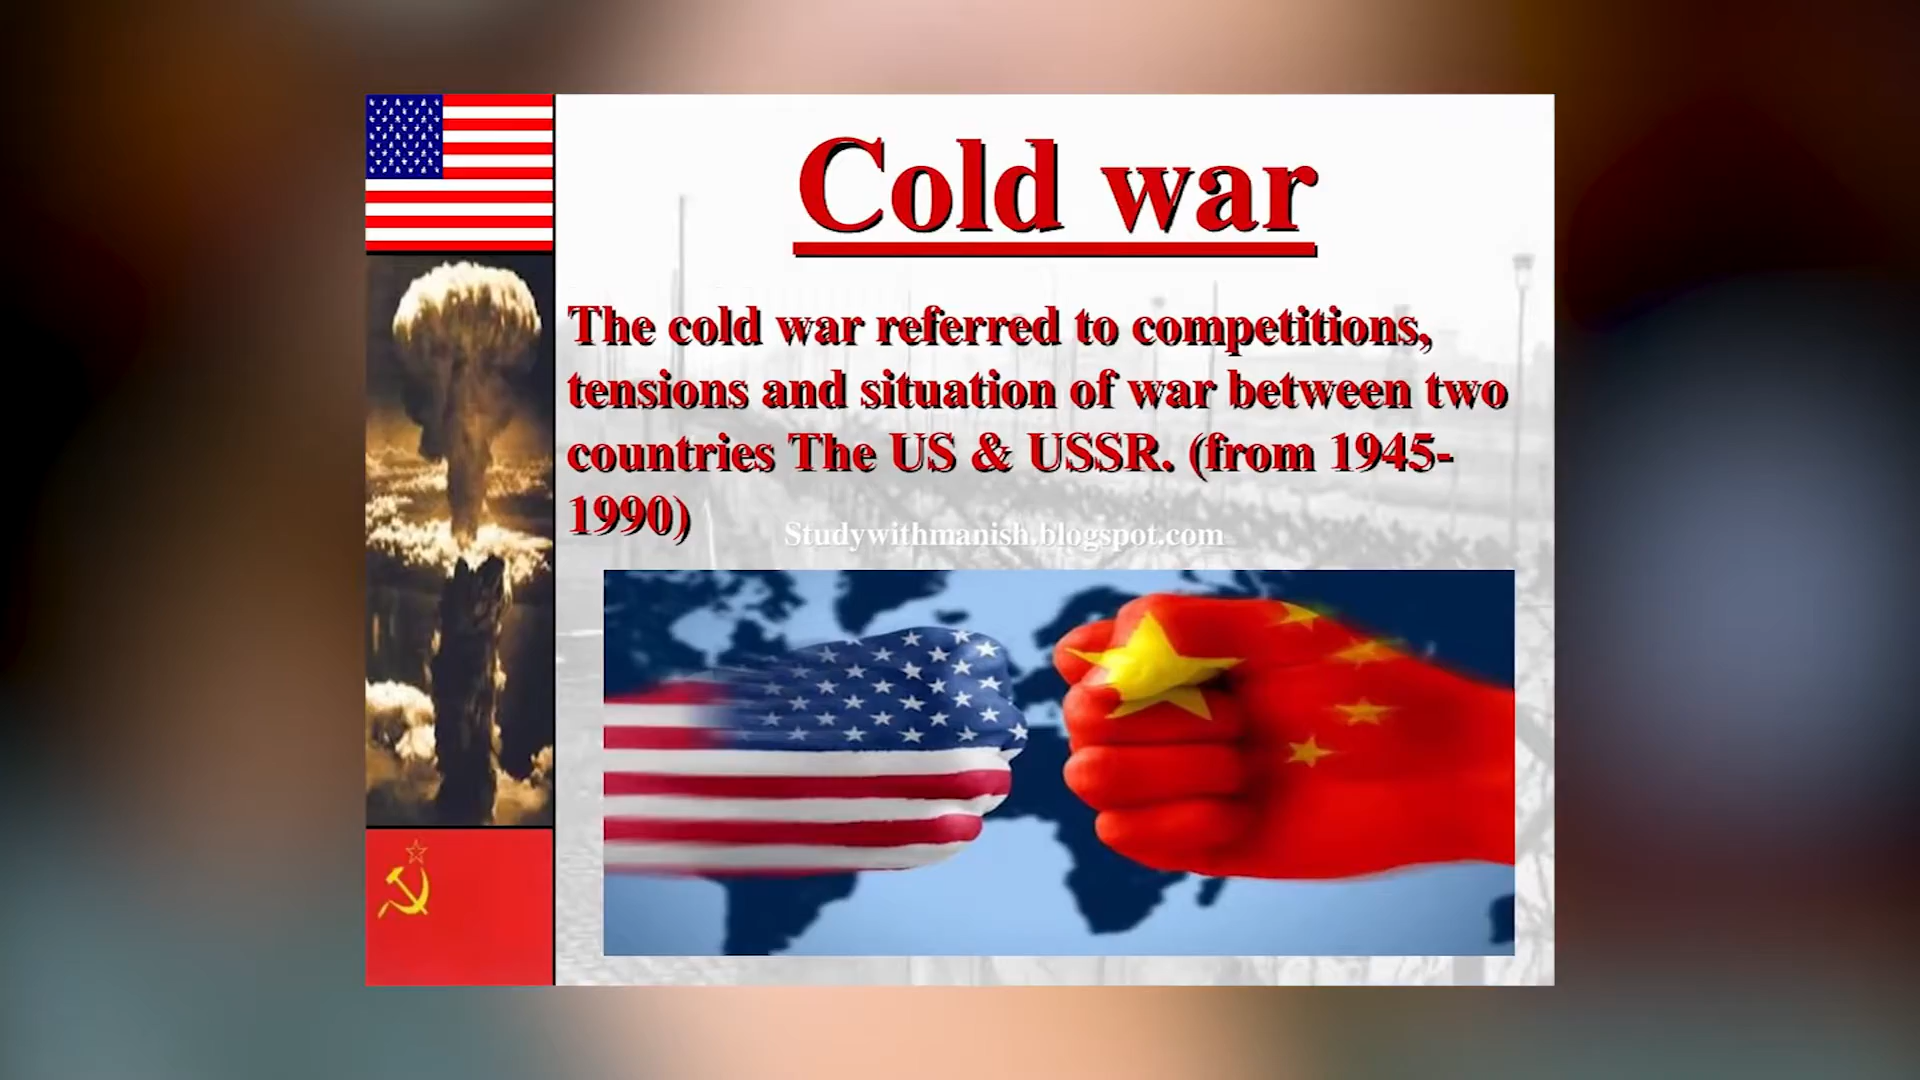 Cold war
The cold war referred to competitions,
tensions and situation of war between two
countries The US & USSR. (from 1945-
1990)
Studywithmanish.blogspot.com